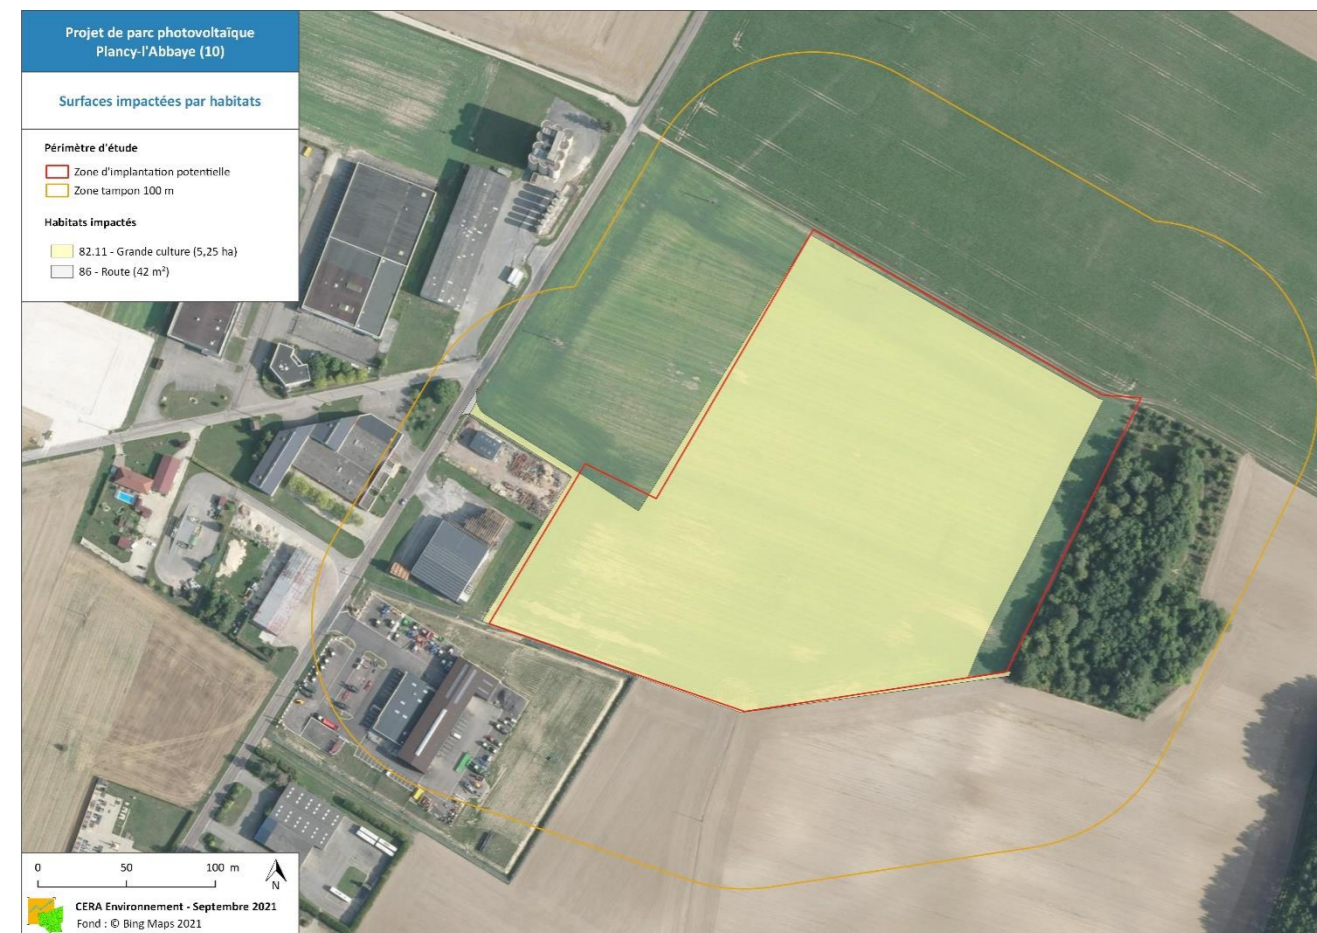 Projet de parc photovoltaïque
Plancy-l'Abbaye (10)
Surfaces impactées par habitats
Périmètre d'étude
Zone d'implantation potentielle
Zone tampon 100 m
Habitats impactés
82.11 - Grande culture (5,25 ha)
86 - Route (42 m²)
0 50 100 m
N
CERA Environnement - Septembre 2021
Fond : © Bing Maps 2021